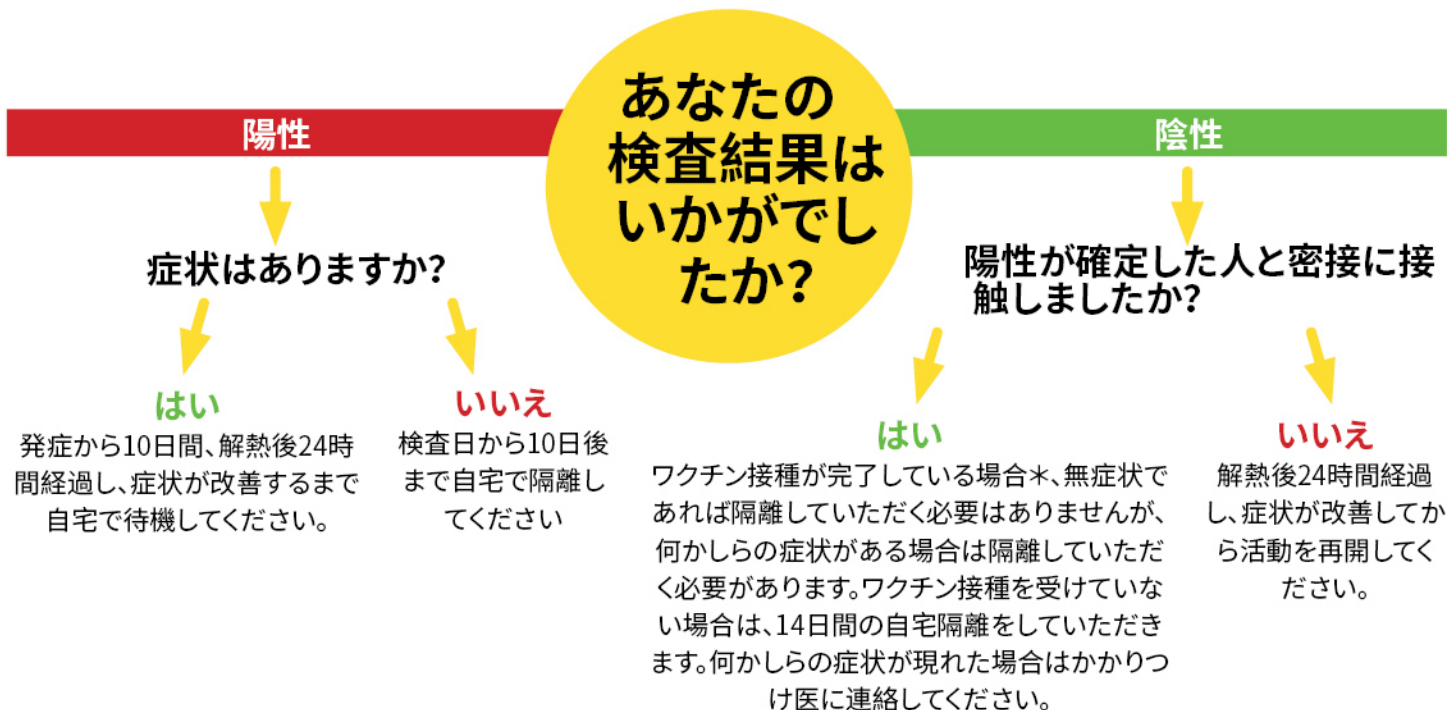 あなたの
検査結果は
いかがでし
たか?
陽性
症状はありますか?
はい
発症から10日間、解熱後24時
間経過し、症状が改善するまで
自宅で待機してください。
いいえ
検査日から10日後
まで自宅で隔離し
てください
陰性
陽性が確定した人と密接に接
触しましたか?
はい
ワクチン接種が完了している場合＊、無症状で
あれば隔離していただく必要はありませんが、
何かしらの症状がある場合は隔離していただ
く必要があります。ワクチン接種を受けていな
い場合は、14日間の自宅隔離をしていただき
ます。何かしらの症状が現れた場合はかかりつ
け医に連絡してください。
いいえ
解熱後24時間経過
し、症状が改善してか
ら活動を再開してく
ださい。